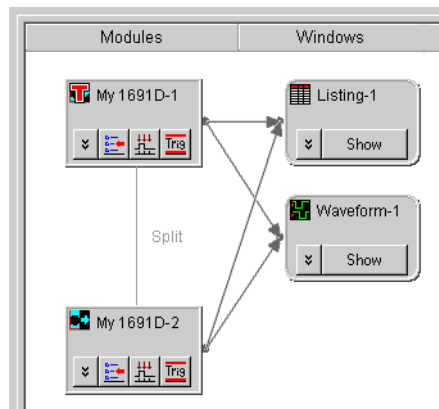 Modules Windows
My 1691D-1 Listing-1
Trig Show
Split Waveform-1
Show
My 1691D-2
Trig